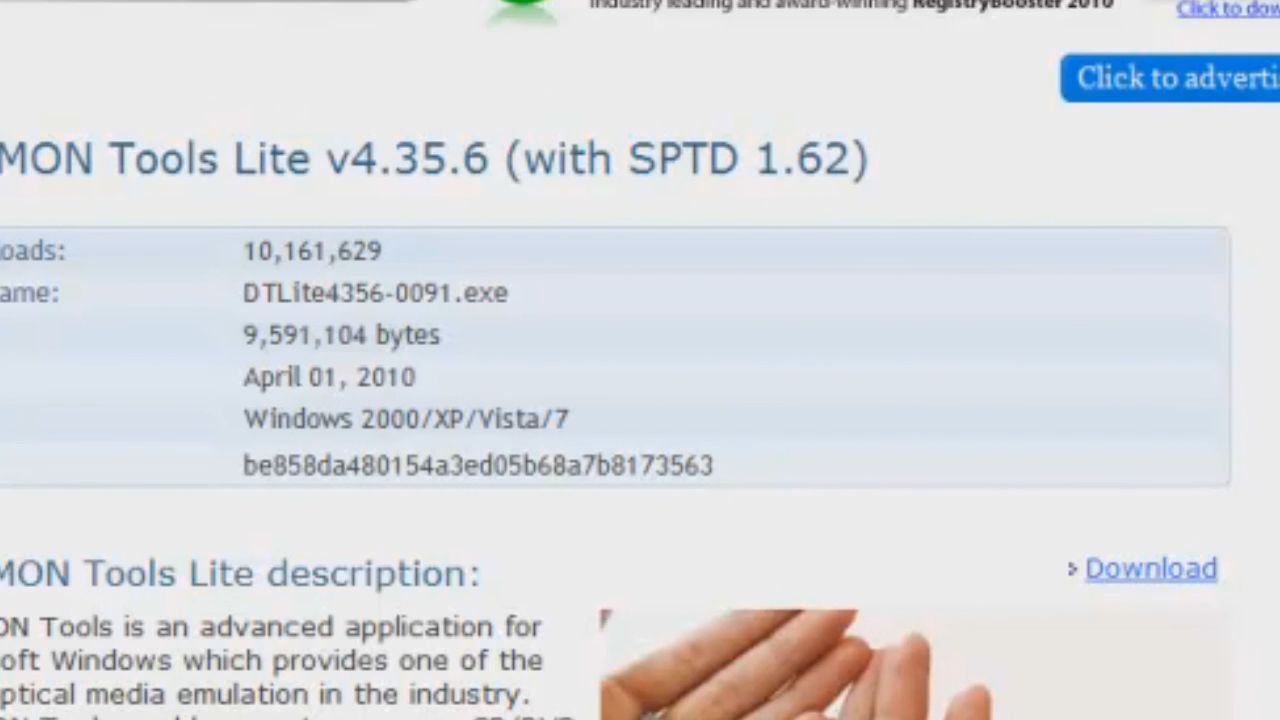 industry leading and award-winning RegistryBooster 2010
Click to dow
Click to adverti
MON Tools Lite v4.35.6 (with SPTD 1.62)
oads: 10,161,629
ame: DTLite4356-0091.exe
9,591,104 bytes
April 01, 2010
Windows 2000/XP/Vista/7
be858da480154a3ed05b68a7b8173563
MON Tools Lite description:
Download
ON Tools is an advanced application for
oft Windows which provides one of the
ptical media emulation in the industry.